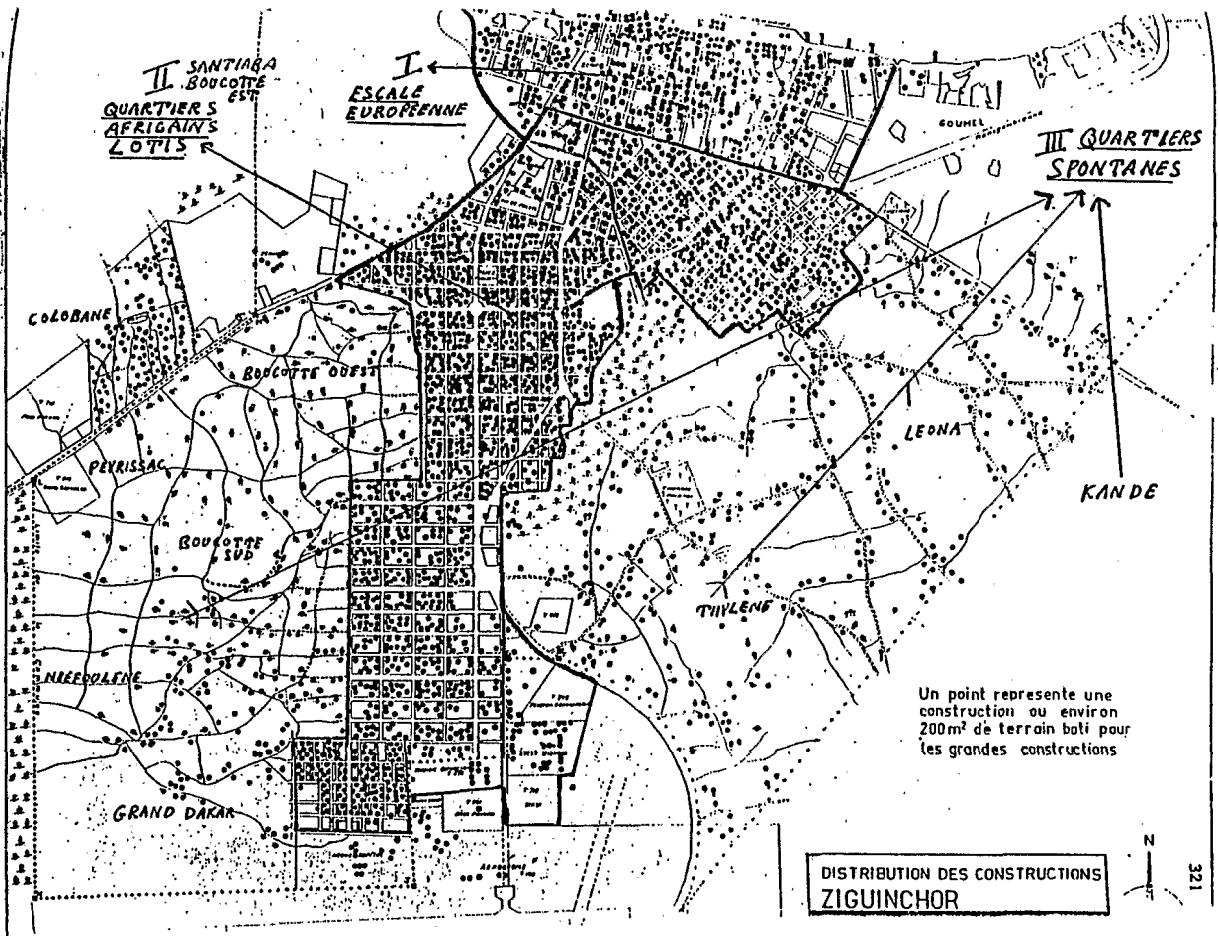 II SANTIABA
BOUCOTTE
EST
QUARTIERS
AFRICAINS
LOTIS
I
ESCALE
EUROPEENNE
GOUMEL
III QUARTIERS
SPONTANES
COLOBANE
BOUCOTTE OUEST
PEYRISSAC
LEONA
KANDE
BOUCOTTE
SUD
THYLENE
NIEFOULENE
Un point represente une
construction ou environ
200m² de terrain bati pour
les grandes constructions
GRAND DAKAR
N
DISTRIBUTION DES CONSTRUCTIONS
ZIGUINCHOR
321